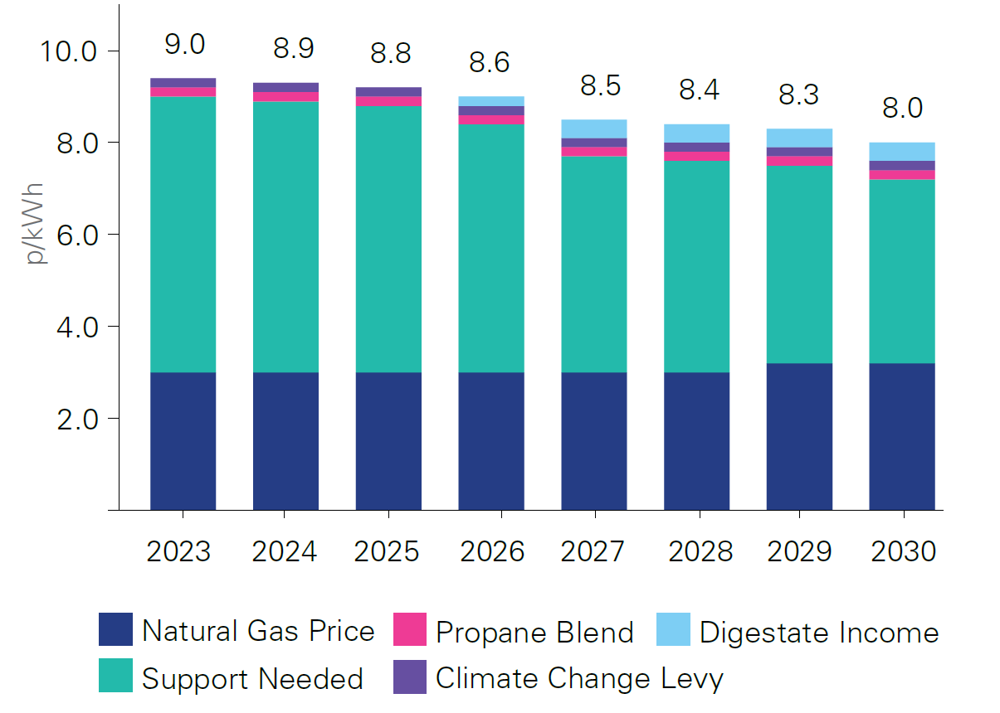 9.0 8.9 8.8 8.6 8.5 8.4 8.3 8.0
10.0
8.0
6.0
4.0
2.0
p/kWh
2023 2024 2025 2026 2027 2028 2029 2030
Natural Gas Price Propane Blend Digestate Income
Support Needed Climate Change Levy